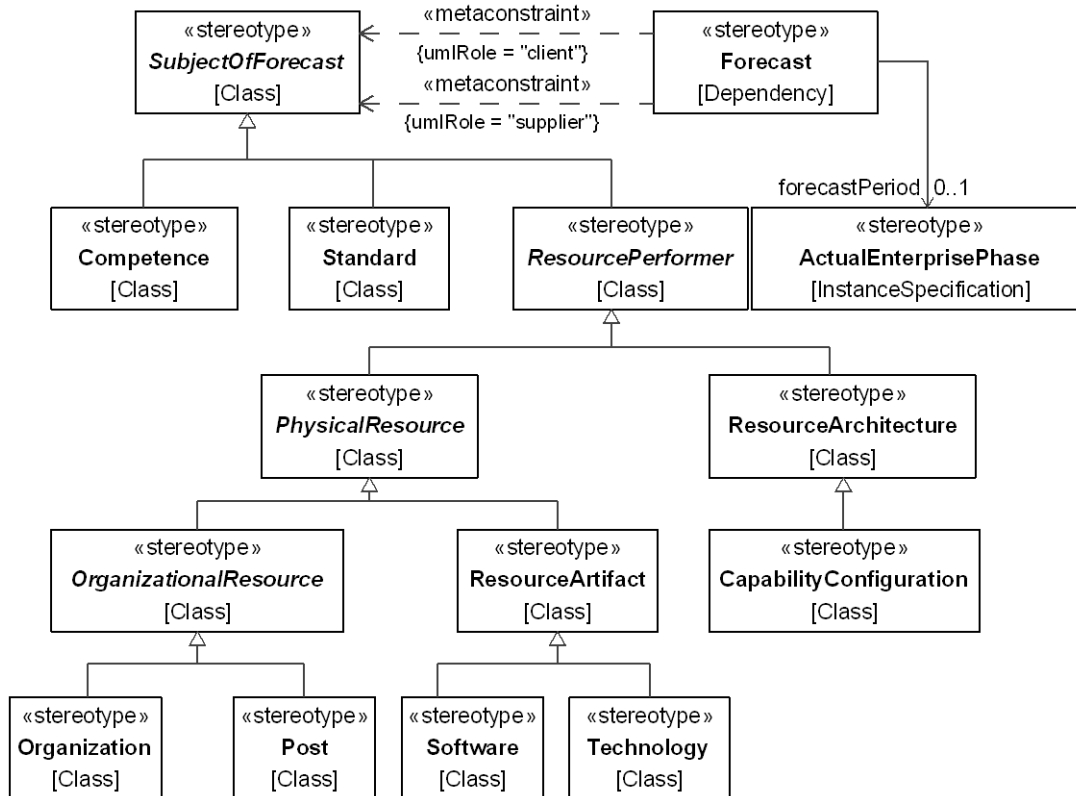 «stereotype»
SubjectOfForecast
[Class]
«metaconstraint»
{umlRole = "client"}
«metaconstraint»
{umlRole = "supplier"}
«stereotype»
Forecast
[Dependency]
forecastPeriod 0..1
«stereotype»
Competence
[Class]
«stereotype»
Standard
[Class]
«stereotype»
ResourcePerformer
[Class]
«stereotype»
ActualEnterprisePhase
[InstanceSpecification]
«stereotype»
PhysicalResource
[Class]
«stereotype»
ResourceArchitecture
[Class]
«stereotype»
OrganizationalResource
[Class]
«stereotype»
ResourceArtifact
[Class]
«stereotype»
CapabilityConfiguration
[Class]
«stereotype»
Organization
[Class]
«stereotype»
Post
[Class]
«stereotype»
Software
[Class]
«stereotype»
Technology
[Class]